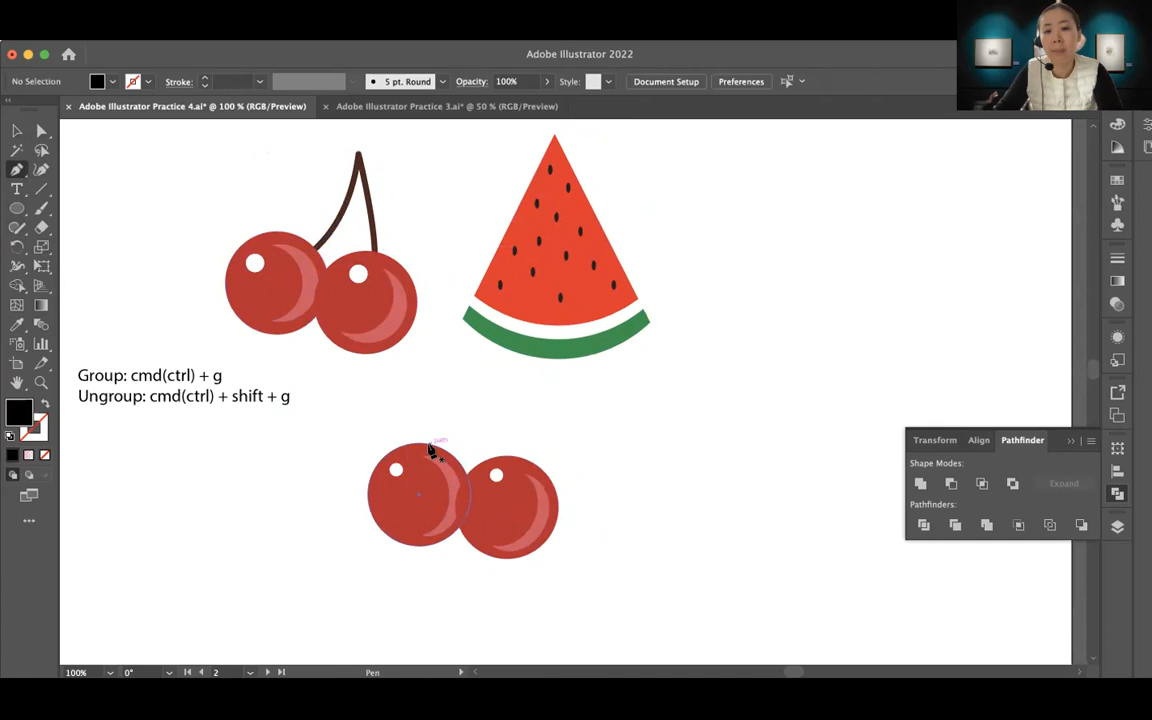 Adobe Illustrator 2022
No Selection
Stroke:
5 pt. Round
Opacity:
100%
Style:
Document Setup
Preferences
Adobe Illustrator Practice 4.ai* @ 100 % (RGB/Preview)
Adobe Illustrator Practice 3.ai* @ 50 % (RGB/Preview)
Group: cmd(ctrl) + g
Ungroup: cmd(ctrl) + shift + g
path
Transform
Align
Pathfinder
Shape Modes:
Expand
Pathfinders:
100%
0°
2
Pen